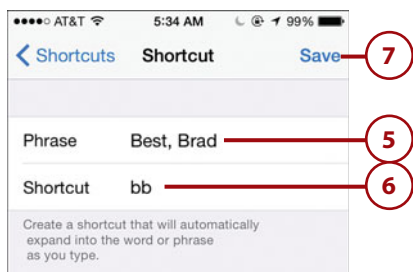 AT&T 5:34 AM 99%
Shortcuts Shortcut Save 7
Phrase Best, Brad 5
Shortcut bb 6
Create a shortcut that will automatically
expand into the word or phrase
as you type.